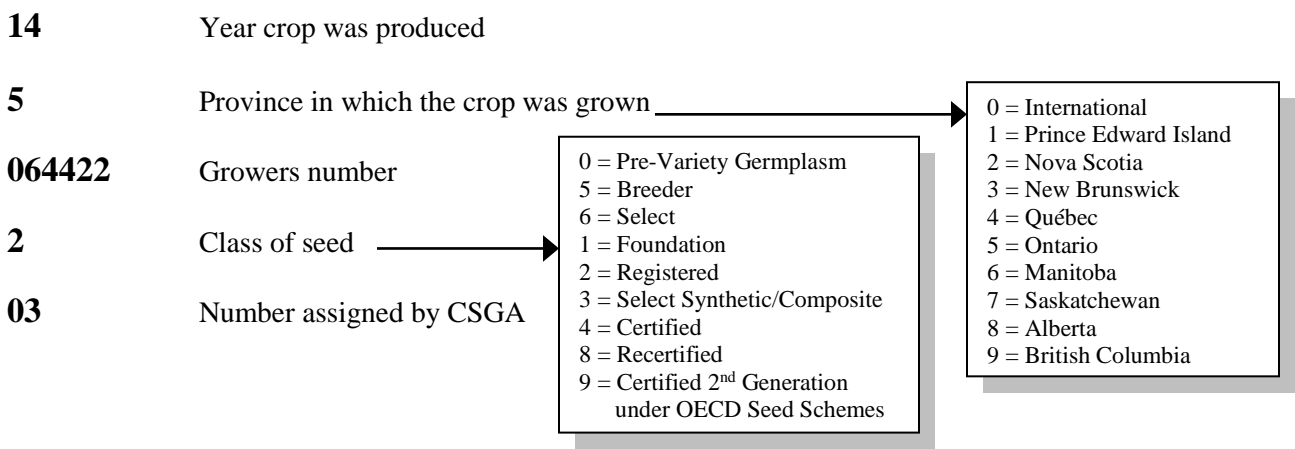 14 Year crop was produced
5 Province in which the crop was grown
064422 Growers number
2 Class of seed
03 Number assigned by CSGA
0 = Pre-Variety Germplasm
5 = Breeder
6 = Select
1 = Foundation
2 = Registered
3 = Select Synthetic/Composite
4 = Certified
8 = Recertified
9 = Certified 2nd Generation
under OECD Seed Schemes
0 = International
1 = Prince Edward Island
2 = Nova Scotia
3 = New Brunswick
4 = Québec
5 = Ontario
6 = Manitoba
7 = Saskatchewan
8 = Alberta
9 = British Columbia